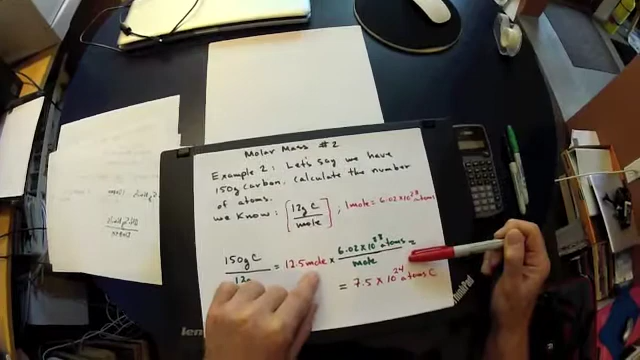 Molar Mass #2
Example 2: Let's say we have
150g Carbon. Calculate the number
of atoms.
we know: [12g C / mole] ; 1 mole = 6.02 x 10^23 atoms
150g C / 12g = 12.5 mole x 6.02 x 10^23 atoms / mole =
= 7.5 x 10^24 atoms C
ThinkPad